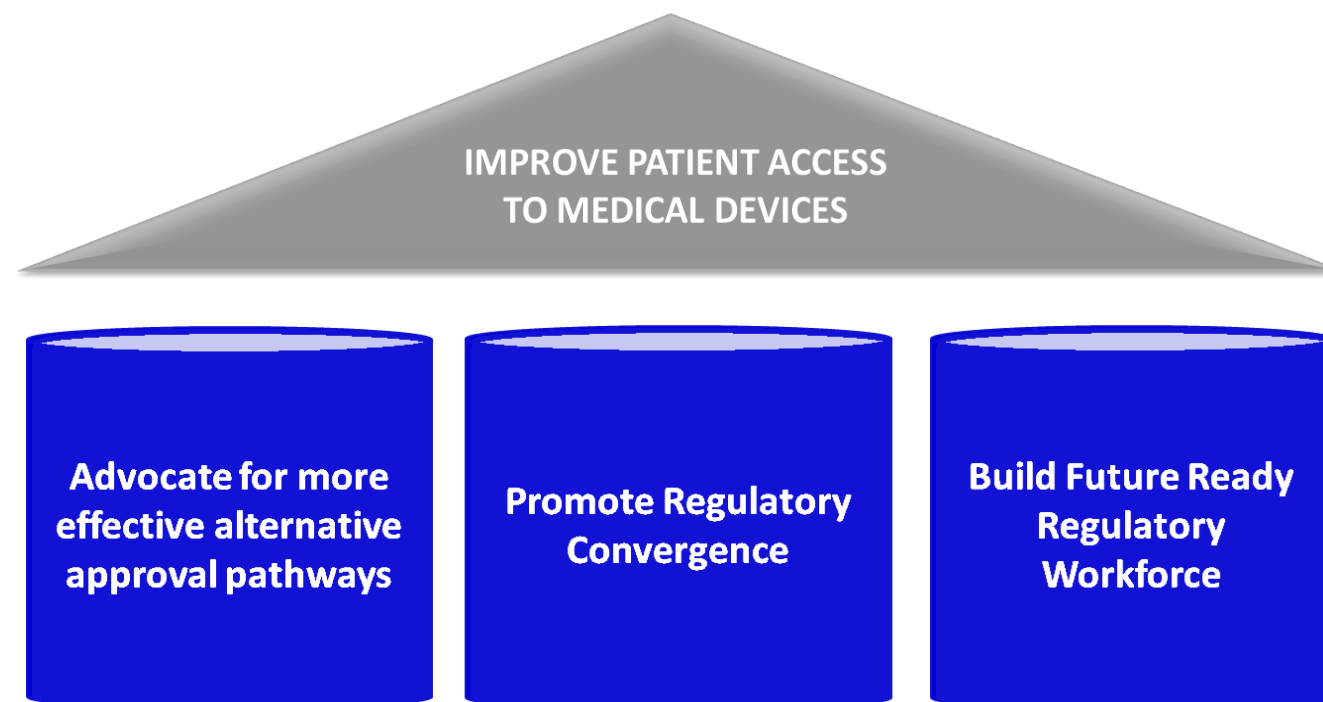 IMPROVE PATIENT ACCESS
TO MEDICAL DEVICES
Advocate for more
effective alternative
approval pathways
Promote Regulatory
Convergence
Build Future Ready
Regulatory
Workforce